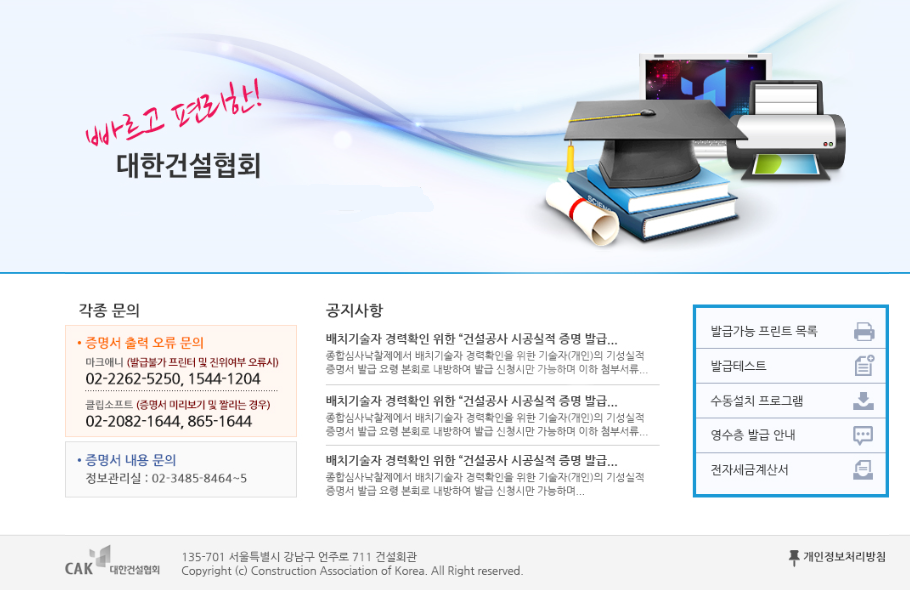 빠르고 편리한!
대한건설협회
SCIENCE
각종 문의
• 증명서 출력 오류 문의
마크애니 (발급불가 프린터 및 진위여부 오류시)
02-2262-5250, 1544-1204
클립소프트 (증명서 미리보기 및 짤리는 경우)
02-2082-1644, 865-1644
• 증명서 내용 문의
정보관리실 : 02-3485-8464~5
공지사항
배치기술자 경력확인 위한 “건설공사 시공실적 증명 발급...
종합심사낙찰제에서 배치기술자 경력확인을 위한 기술자(개인)의 기성실적
증명서 발급 요령 본회로 내방하여 발급 신청시만 가능하며 이하 첨부서류...
배치기술자 경력확인 위한 “건설공사 시공실적 증명 발급...
종합심사낙찰제에서 배치기술자 경력확인을 위한 기술자(개인)의 기성실적
증명서 발급 요령 본회로 내방하여 발급 신청시만 가능하며 이하 첨부서류...
배치기술자 경력확인 위한 “건설공사 시공실적 증명 발급...
종합심사낙찰제에서 배치기술자 경력확인을 위한 기술자(개인)의 기성실적
증명서 발급 요령 본회로 내방하여 발급 신청시만 가능하며...
발급가능 프린트 목록
발급테스트
수동설치 프로그램
영수층 발급 안내
전자세금계산서
CAK 대한건설협회
135-701 서울특별시 강남구 언주로 711 건설회관
Copyright (c) Construction Association of Korea. All Right reserved.
개인정보처리방침